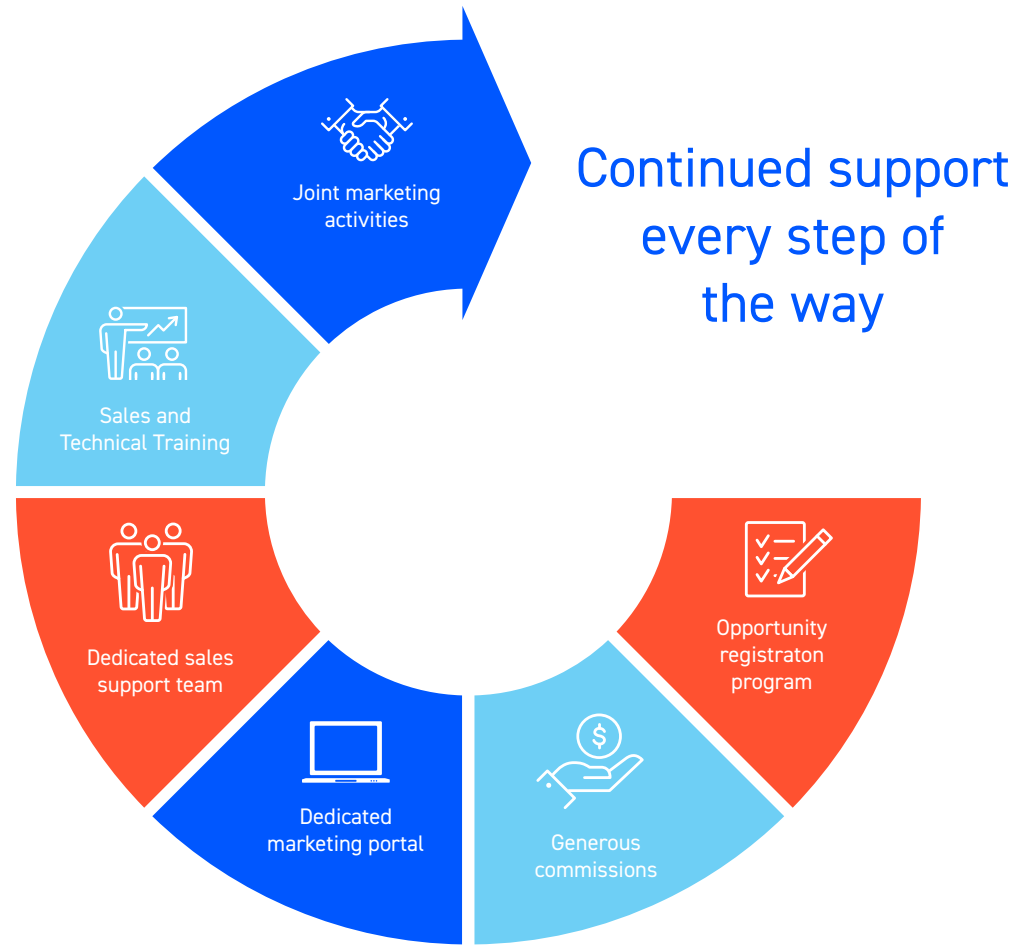 Continued support
every step of
the way
Joint marketing
activities
Sales and
Technical Training
Dedicated sales
support team
Dedicated
marketing portal
Generous
commissions
Opportunity
registraton
program
$